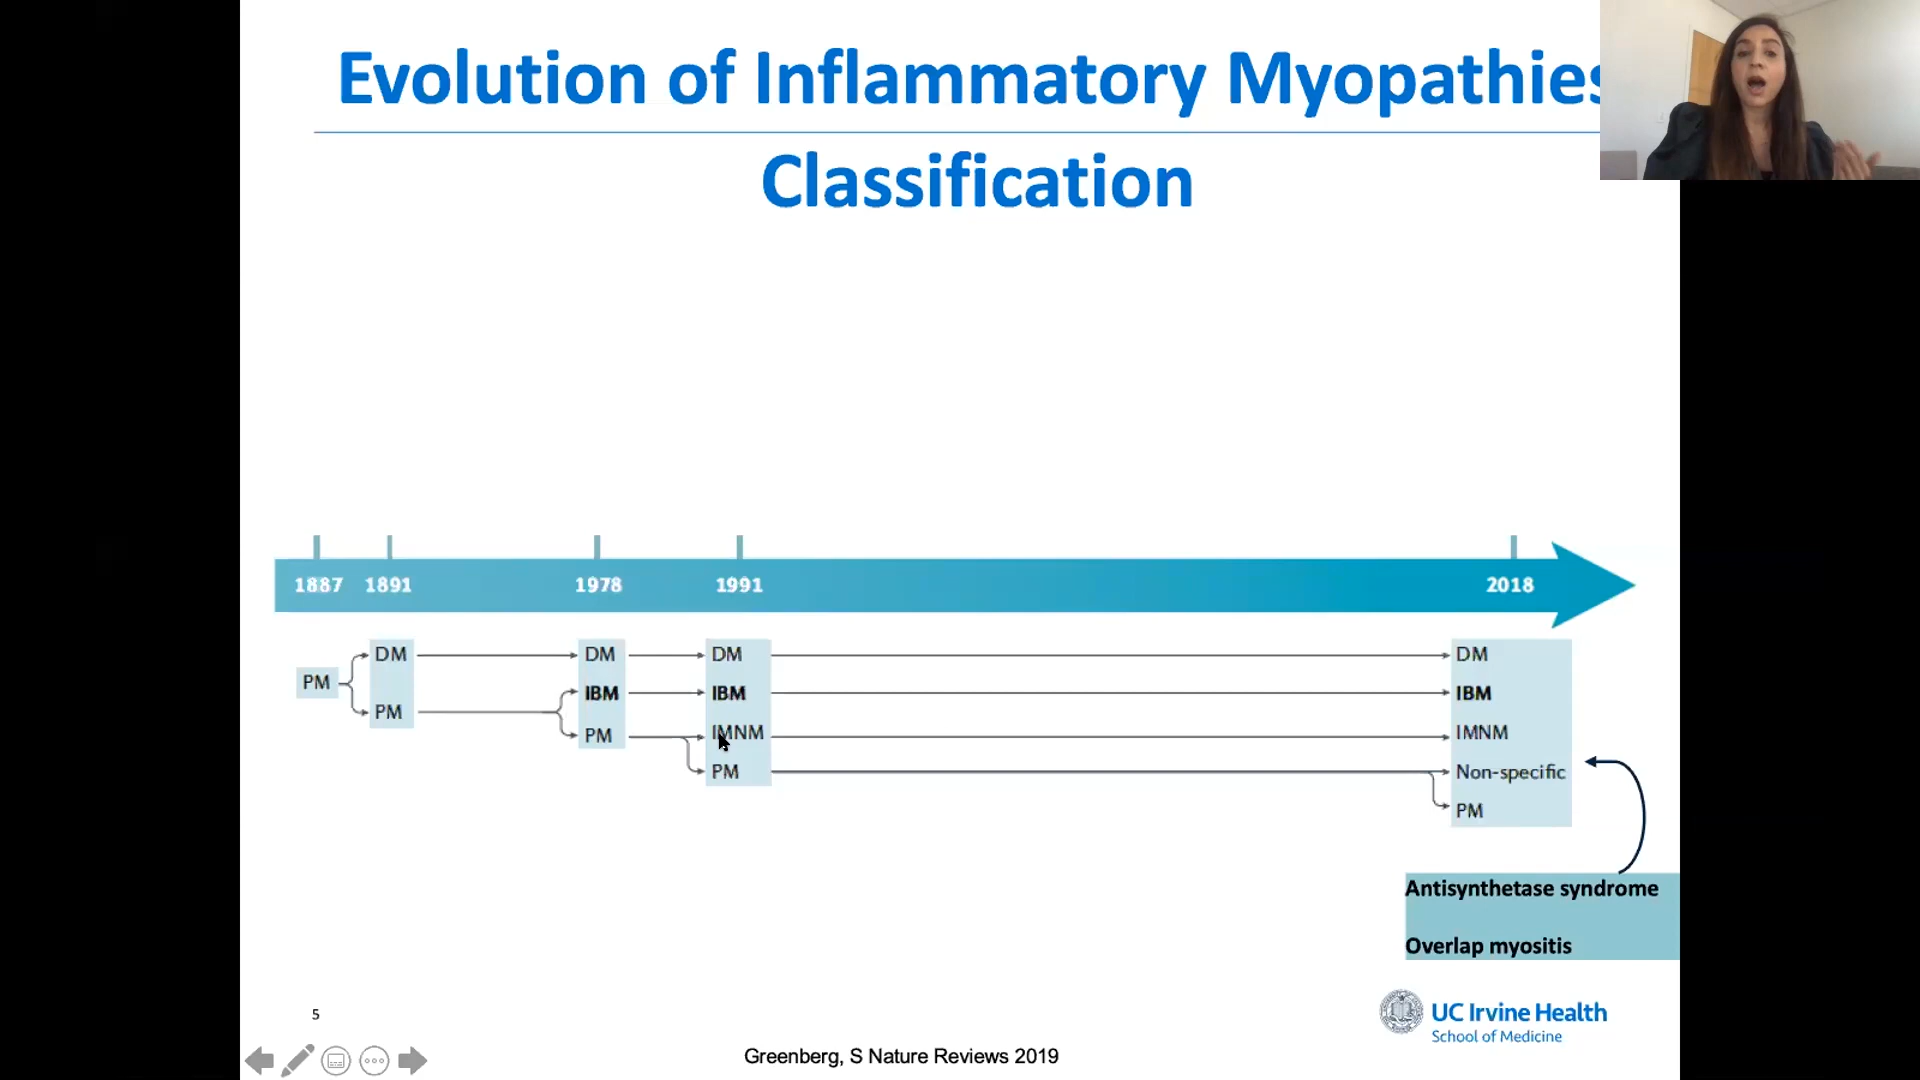 Evolution of Inflammatory Myopathies
Classification
1887 1891 1978 1991 2018
DM DM DM DM
PM IBM IBM IBM
PM PM IMNM IMNM
PM Non-specific
PM
Antisynthetase syndrome
Overlap myositis
5
UC Irvine Health
School of Medicine
Greenberg, S Nature Reviews 2019